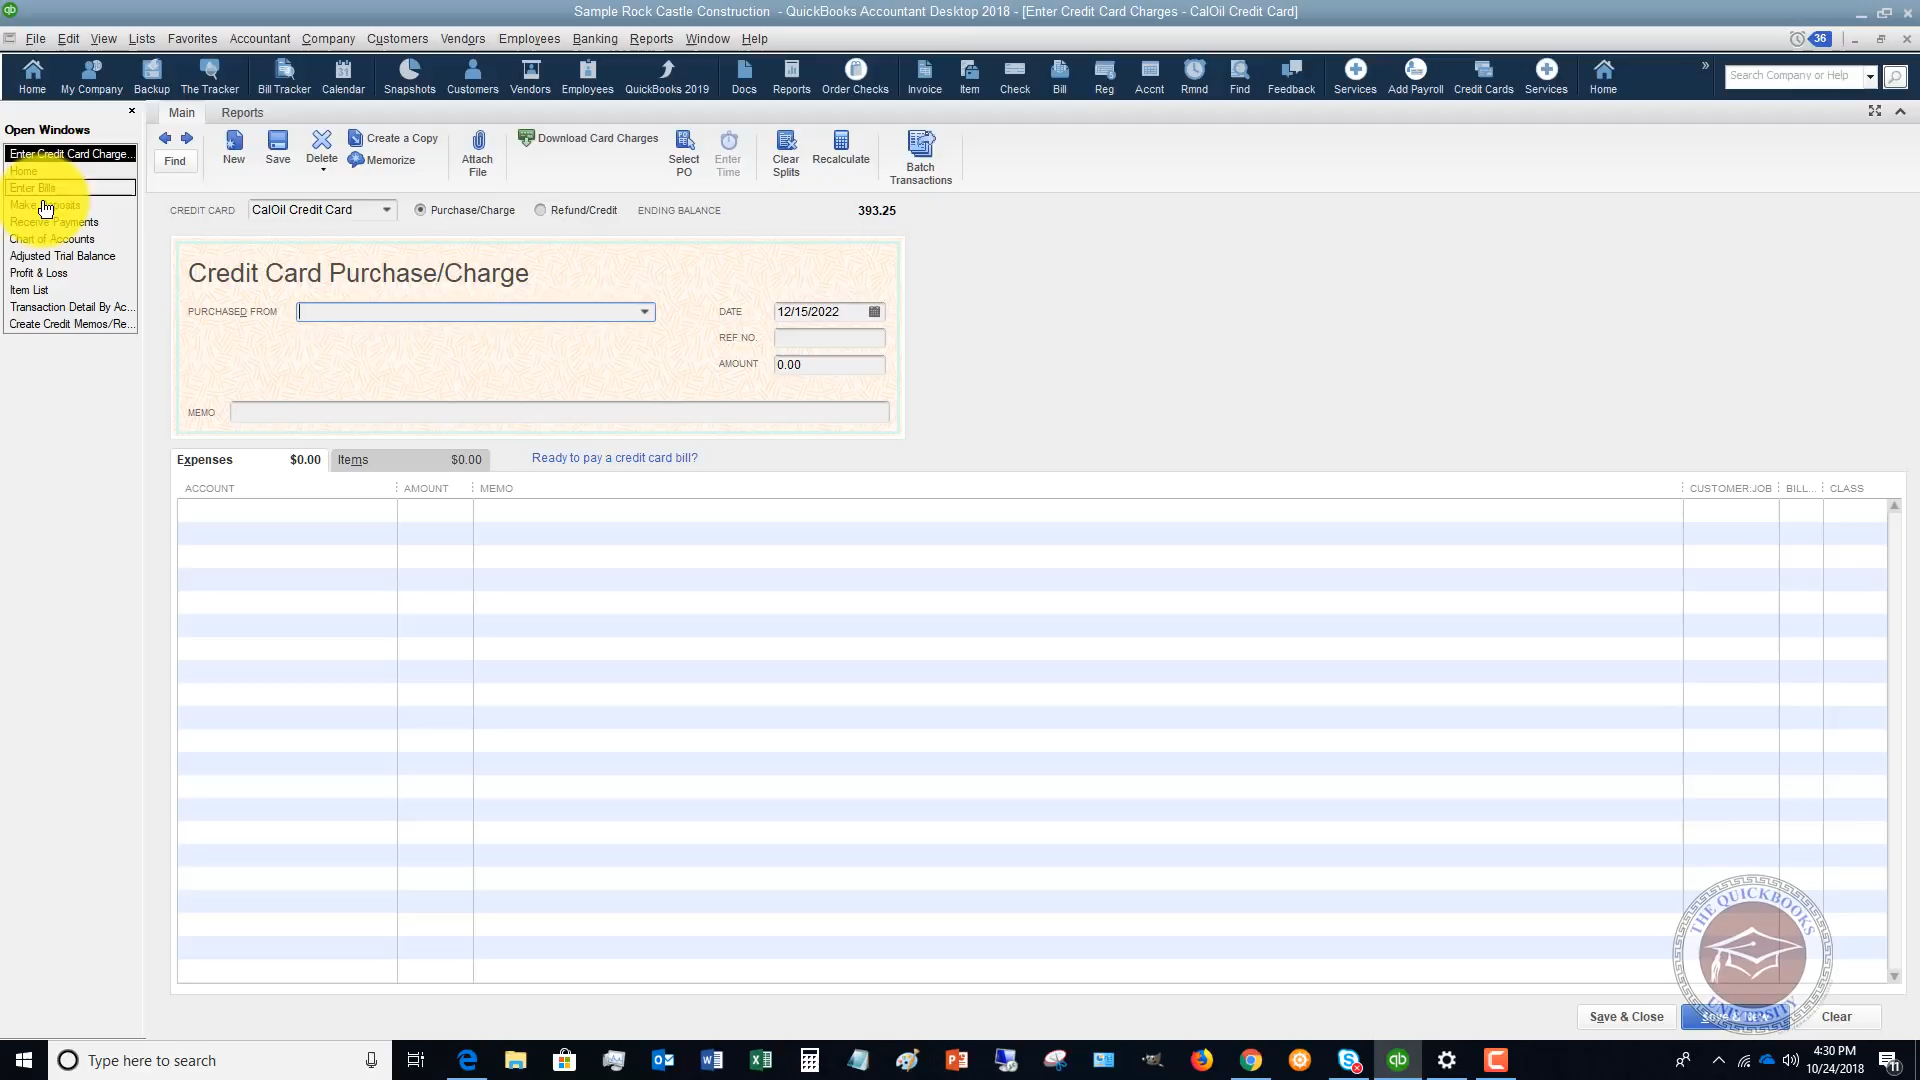 Sample Rock Castle Construction - QuickBooks Accountant Desktop 2018 - [Enter Credit Card Charges - CalOil Credit Card]
File Edit View Lists Favorites Accountant Company Customers Vendors Employees Banking Reports Window Help 36
Home My Company Backup The Tracker Bill Tracker Calendar Snapshots Customers Vendors Employees QuickBooks 2019 Docs Reports Order Checks Invoice Item Check Bill Reg Accnt Rmnd Find Feedback Services Add Payroll Credit Cards Services Home » Search Company or Help
Open Windows
Enter Credit Card Charge...
Home
Enter Bills
Make Deposits
Receive Payments
Chart of Accounts
Adjusted Trial Balance
Profit & Loss
Item List
Transaction Detail By Ac...
Create Credit Memos/Re...
Main Reports
Find New Save Delete Create a Copy
Memorize
Attach File
Download Card Charges
Select PO
Enter Time
Clear Splits
Recalculate
Batch Transactions
CREDIT CARD CalOil Credit Card Purchase/Charge Refund/Credit ENDING BALANCE 393.25
Credit Card Purchase/Charge
PURCHASED FROM DATE 12/15/2022
REF NO.
AMOUNT 0.00
MEMO
Expenses $0.00 Items $0.00 Ready to pay a credit card bill?
ACCOUNT AMOUNT MEMO CUSTOMER:JOB BILL... CLASS
THE QUICKBOOKS UNIVERSITY
Save & Close Save & New Clear
Type here to search
4:30 PM
10/24/2018
11